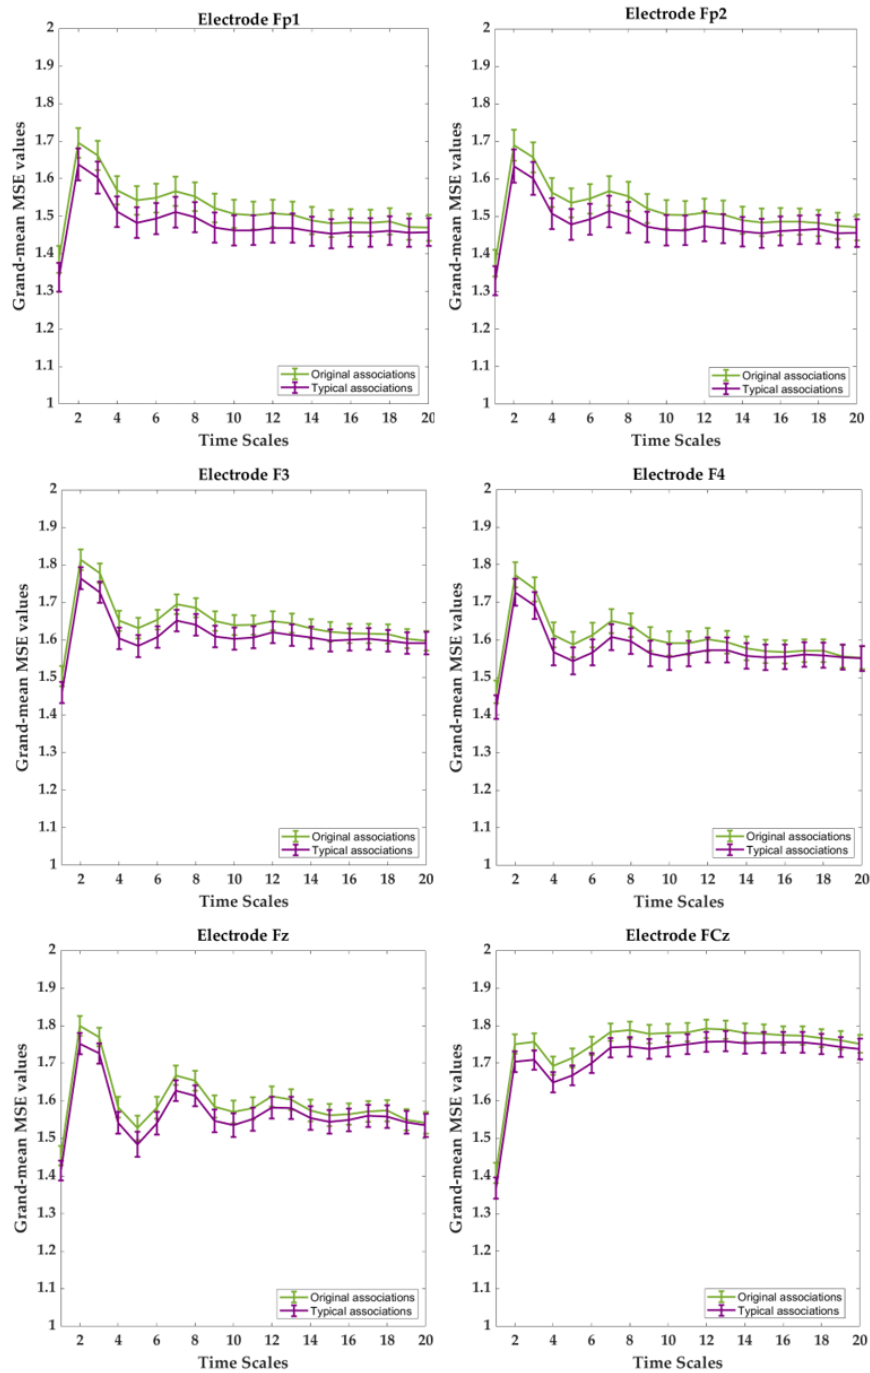 Electrode Fp1
2
1.9
1.8
1.7
1.6
1.5
1.4
1.3
1.2
1.1
1
Grand-mean MSE values
Original associations
Typical associations
2 4 6 8 10 12 14 16 18 20
Time Scales
Electrode Fp2
2
1.9
1.8
1.7
1.6
1.5
1.4
1.3
1.2
1.1
1
Grand-mean MSE values
Original associations
Typical associations
2 4 6 8 10 12 14 16 18 20
Time Scales
Electrode F3
2
1.9
1.8
1.7
1.6
1.5
1.4
1.3
1.2
1.1
1
Grand-mean MSE values
Original associations
Typical associations
2 4 6 8 10 12 14 16 18 20
Time Scales
Electrode F4
2
1.9
1.8
1.7
1.6
1.5
1.4
1.3
1.2
1.1
1
Grand-mean MSE values
Original associations
Typical associations
2 4 6 8 10 12 14 16 18 20
Time Scales
Electrode Fz
2
1.9
1.8
1.7
1.6
1.5
1.4
1.3
1.2
1.1
1
Grand-mean MSE values
Original associations
Typical associations
2 4 6 8 10 12 14 16 18 20
Time Scales
Electrode FCz
2
1.9
1.8
1.7
1.6
1.5
1.4
1.3
1.2
1.1
1
Grand-mean MSE values
Original associations
Typical associations
2 4 6 8 10 12 14 16 18 20
Time Scales